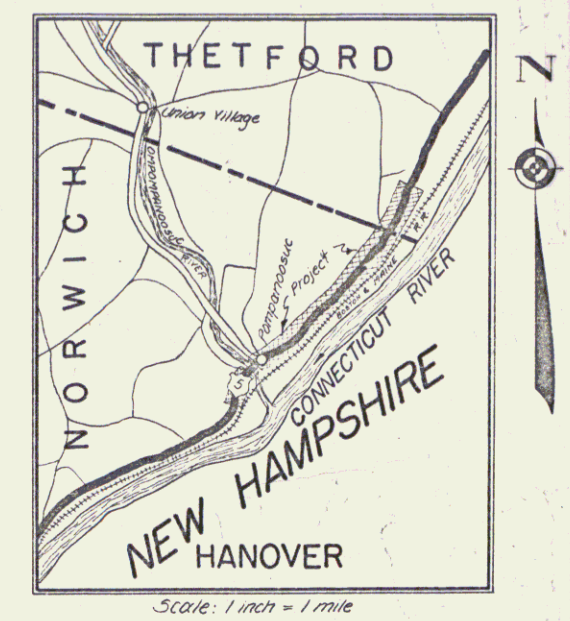 THETFORD
N
Union Village
NORWICH
OMPOMPANOOSUC
RIVER
Pompanoosuc
Project
R.R.
BOSTON & MAINE
5
CONNECTICUT RIVER
NEW HAMPSHIRE
HANOVER
Scale: 1 inch = 1 mile